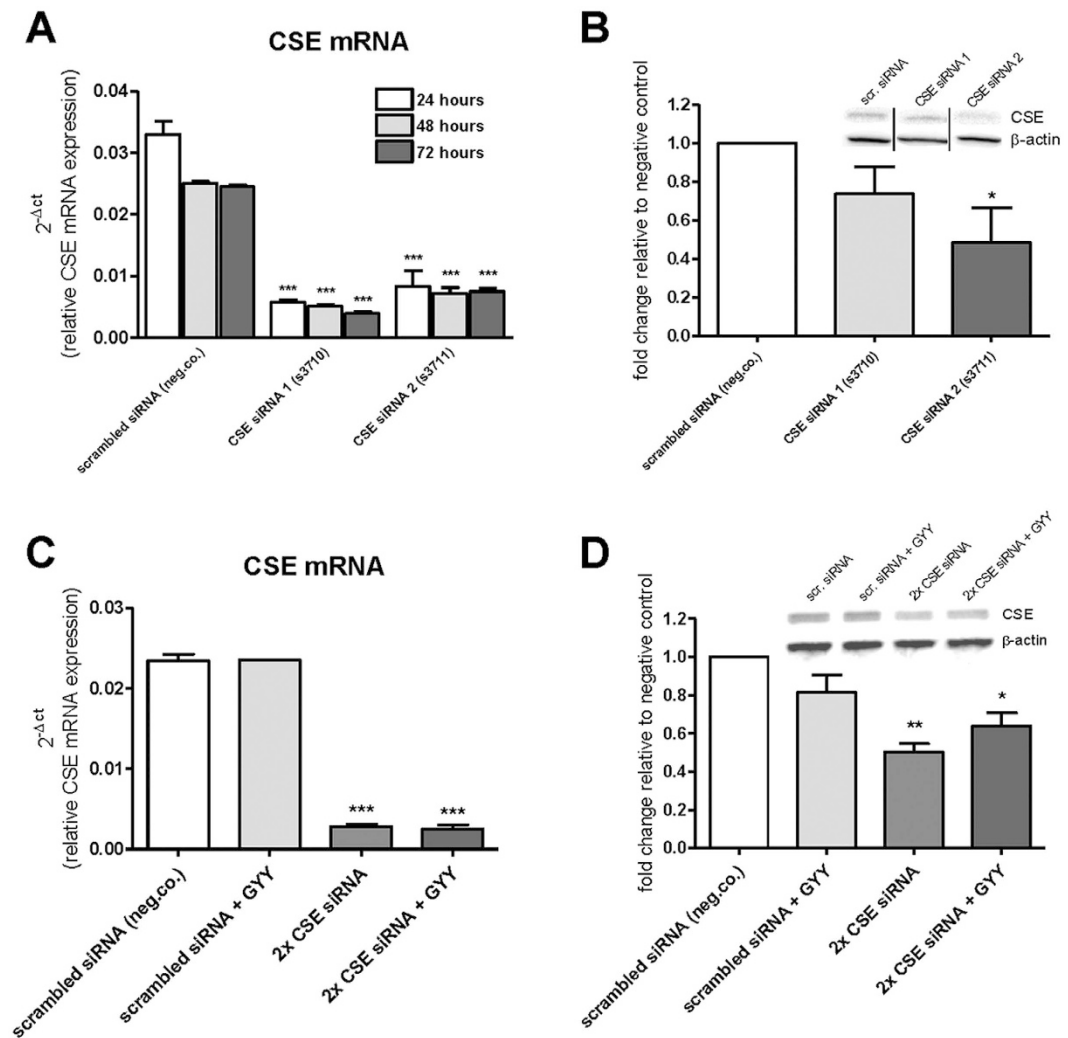 A
CSE mRNA
2-Δct
(relative CSE mRNA expression)
0.04
0.03
0.02
0.01
0.00
24 hours
48 hours
72 hours
*** *** ***
*** *** ***
scrambled siRNA (neg.co.)
CSE siRNA 1 (s3710)
CSE siRNA 2 (s3711)
B
fold change relative to negative control
1.2
1.0
0.8
0.6
0.4
0.2
0.0
scr. siRNA
CSE siRNA 1
CSE siRNA 2
CSE
β-actin
*
scrambled siRNA (neg.co.)
CSE siRNA 1 (s3710)
CSE siRNA 2 (s3711)
C
CSE mRNA
2-Δct
(relative CSE mRNA expression)
0.03
0.02
0.01
0.00
*** ***
scrambled siRNA (neg.co.)
scrambled siRNA + GYY
2x CSE siRNA
2x CSE siRNA + GYY
D
fold change relative to negative control
1.2
1.0
0.8
0.6
0.4
0.2
0.0
scr. siRNA
scr. siRNA + GYY
2x CSE siRNA
2x CSE siRNA + GYY
CSE
β-actin
** *
scrambled siRNA (neg.co.)
scrambled siRNA + GYY
2x CSE siRNA
2x CSE siRNA + GYY